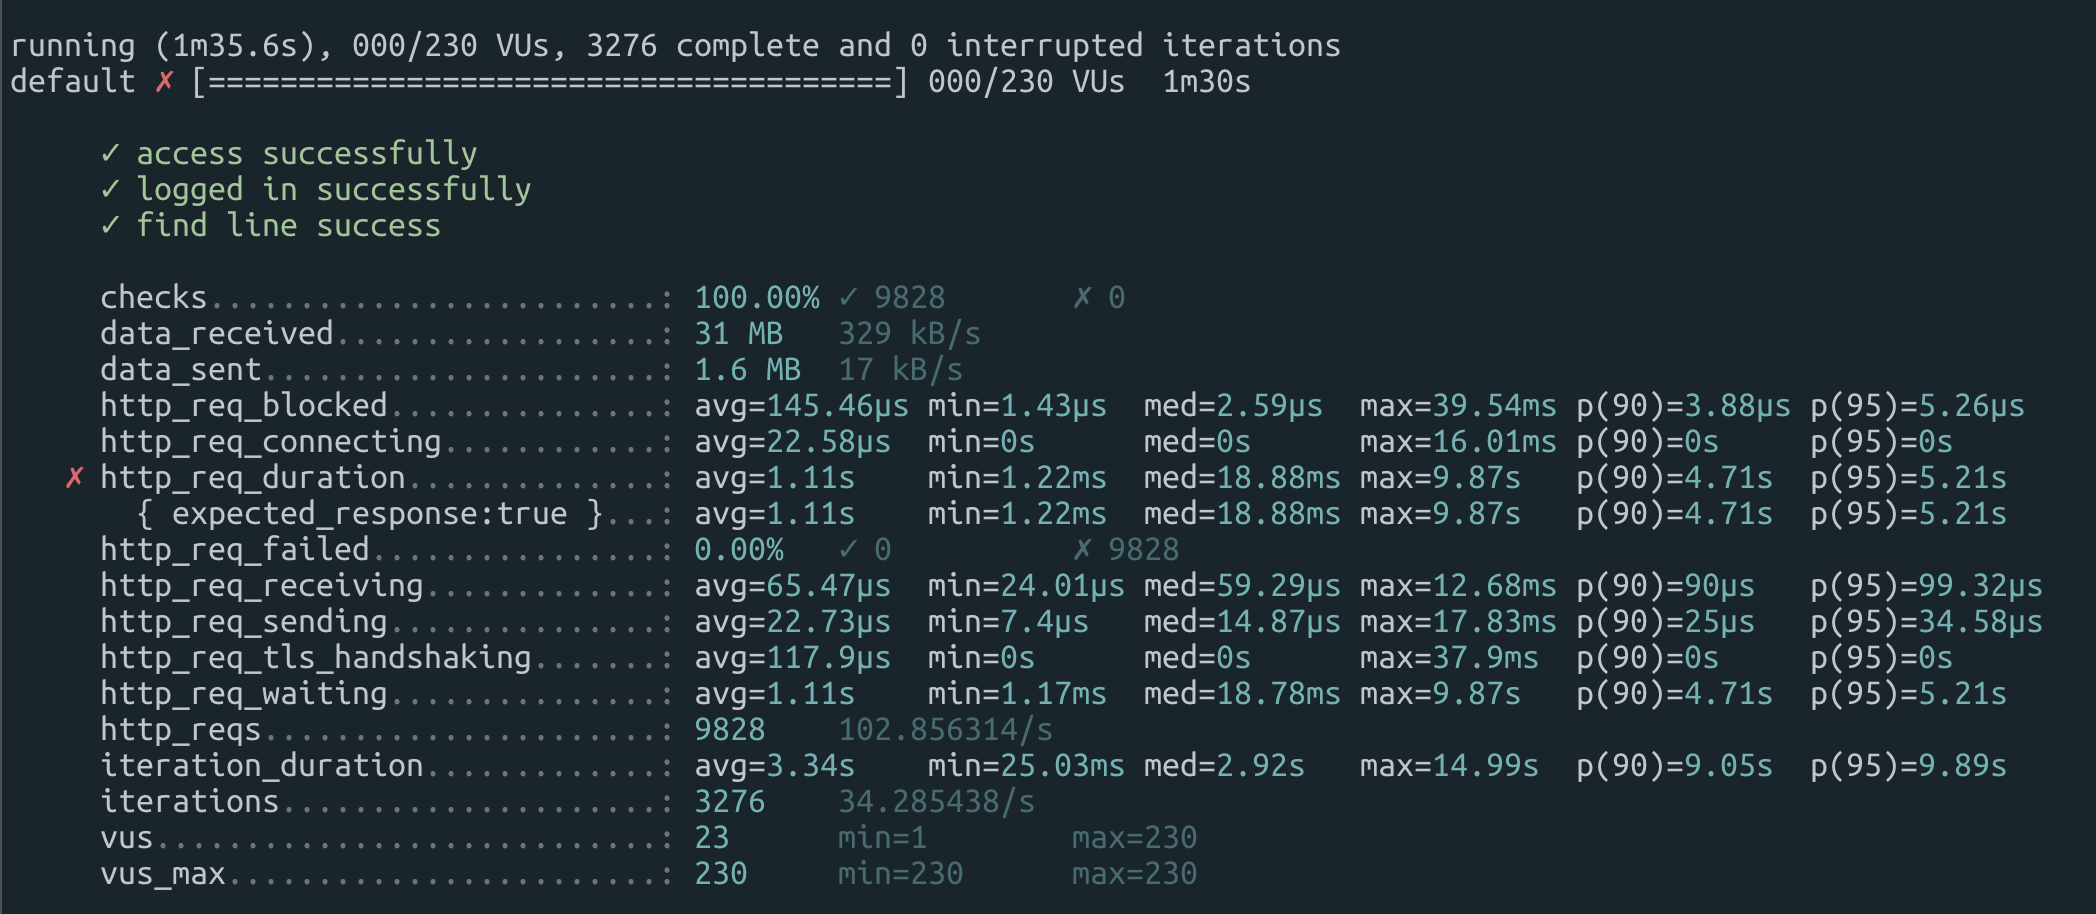 running (1m35.6s), 000/230 VUs, 3276 complete and 0 interrupted iterations
default ✗ [======================================] 000/230 VUs  1m30s
✓ access successfully
✓ logged in successfully
✓ find line success
checks.........................: 100.00% ✓ 9828       ✗ 0
data_received..................: 31 MB   329 kB/s
data_sent......................: 1.6 MB  17 kB/s
http_req_blocked...............: avg=145.46µs min=1.43µs  med=2.59µs  max=39.54ms p(90)=3.88µs p(95)=5.26µs
http_req_connecting............: avg=22.58µs  min=0s      med=0s      max=16.01ms p(90)=0s     p(95)=0s
✗ http_req_duration..............: avg=1.11s    min=1.22ms  med=18.88ms max=9.87s   p(90)=4.71s  p(95)=5.21s
{ expected_response:true }...: avg=1.11s    min=1.22ms  med=18.88ms max=9.87s   p(90)=4.71s  p(95)=5.21s
http_req_failed................: 0.00%   ✓ 0          ✗ 9828
http_req_receiving.............: avg=65.47µs  min=24.01µs med=59.29µs max=12.68ms p(90)=90µs   p(95)=99.32µs
http_req_sending...............: avg=22.73µs  min=7.4µs   med=14.87µs max=17.83ms p(90)=25µs   p(95)=34.58µs
http_req_tls_handshaking.......: avg=117.9µs  min=0s      med=0s      max=37.9ms  p(90)=0s     p(95)=0s
http_req_waiting...............: avg=1.11s    min=1.17ms  med=18.78ms max=9.87s   p(90)=4.71s  p(95)=5.21s
http_reqs......................: 9828    102.856314/s
iteration_duration.............: avg=3.34s    min=25.03ms med=2.92s   max=14.99s  p(90)=9.05s  p(95)=9.89s
iterations.....................: 3276    34.285438/s
vus............................: 23      min=1        max=230
vus_max........................: 230     min=230      max=230